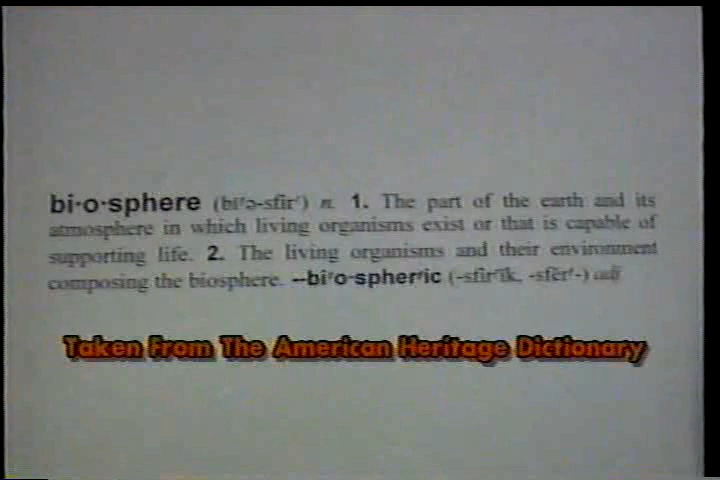 bi·o·sphere (bī′ə-sfîr′) n. 1. The part of the earth and its
atmosphere in which living organisms exist or that is capable of
supporting life. 2. The living organisms and their environment
composing the biosphere. --bi′o·spher′ic (-sfîr′ĭk, -sfĕr′-) adj
Taken From The American Heritage Dictionary